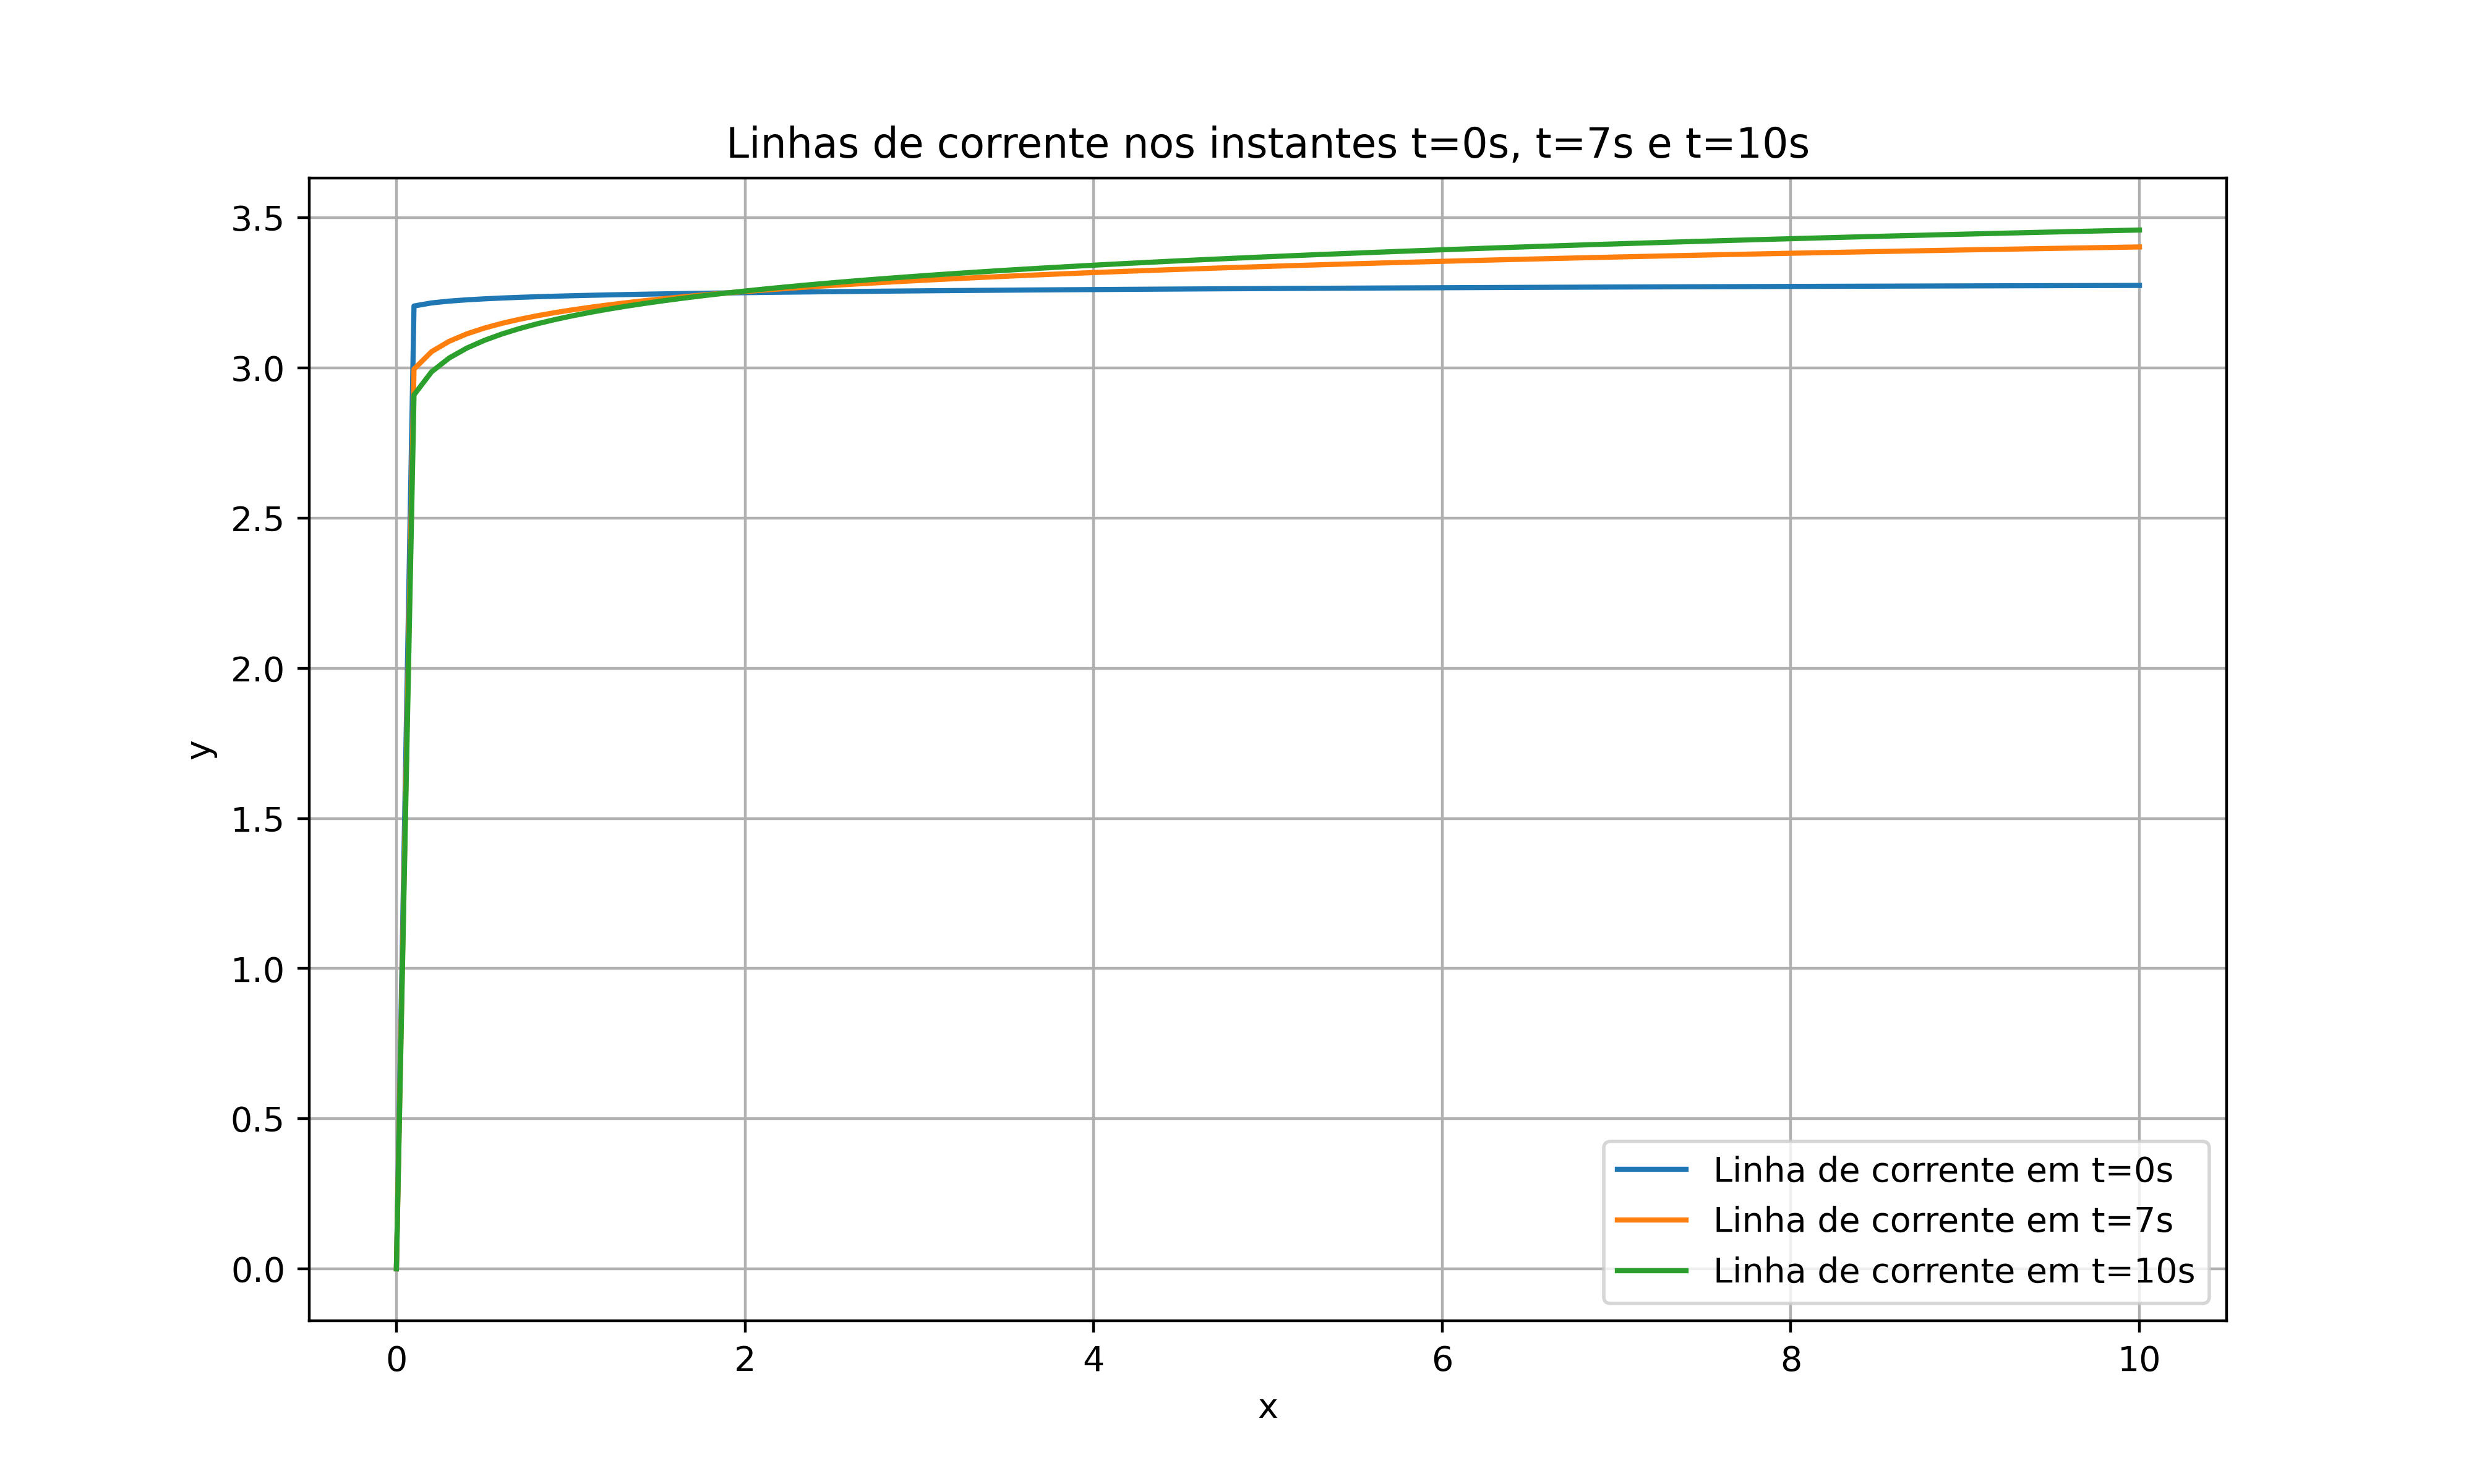 Linhas de corrente nos instantes t=0s, t=7s e t=10s
3.5
3.0
2.5
2.0
1.5
1.0
0.5
0.0
y
Linha de corrente em t=0s
Linha de corrente em t=7s
Linha de corrente em t=10s
0 2 4 6 8 10
x